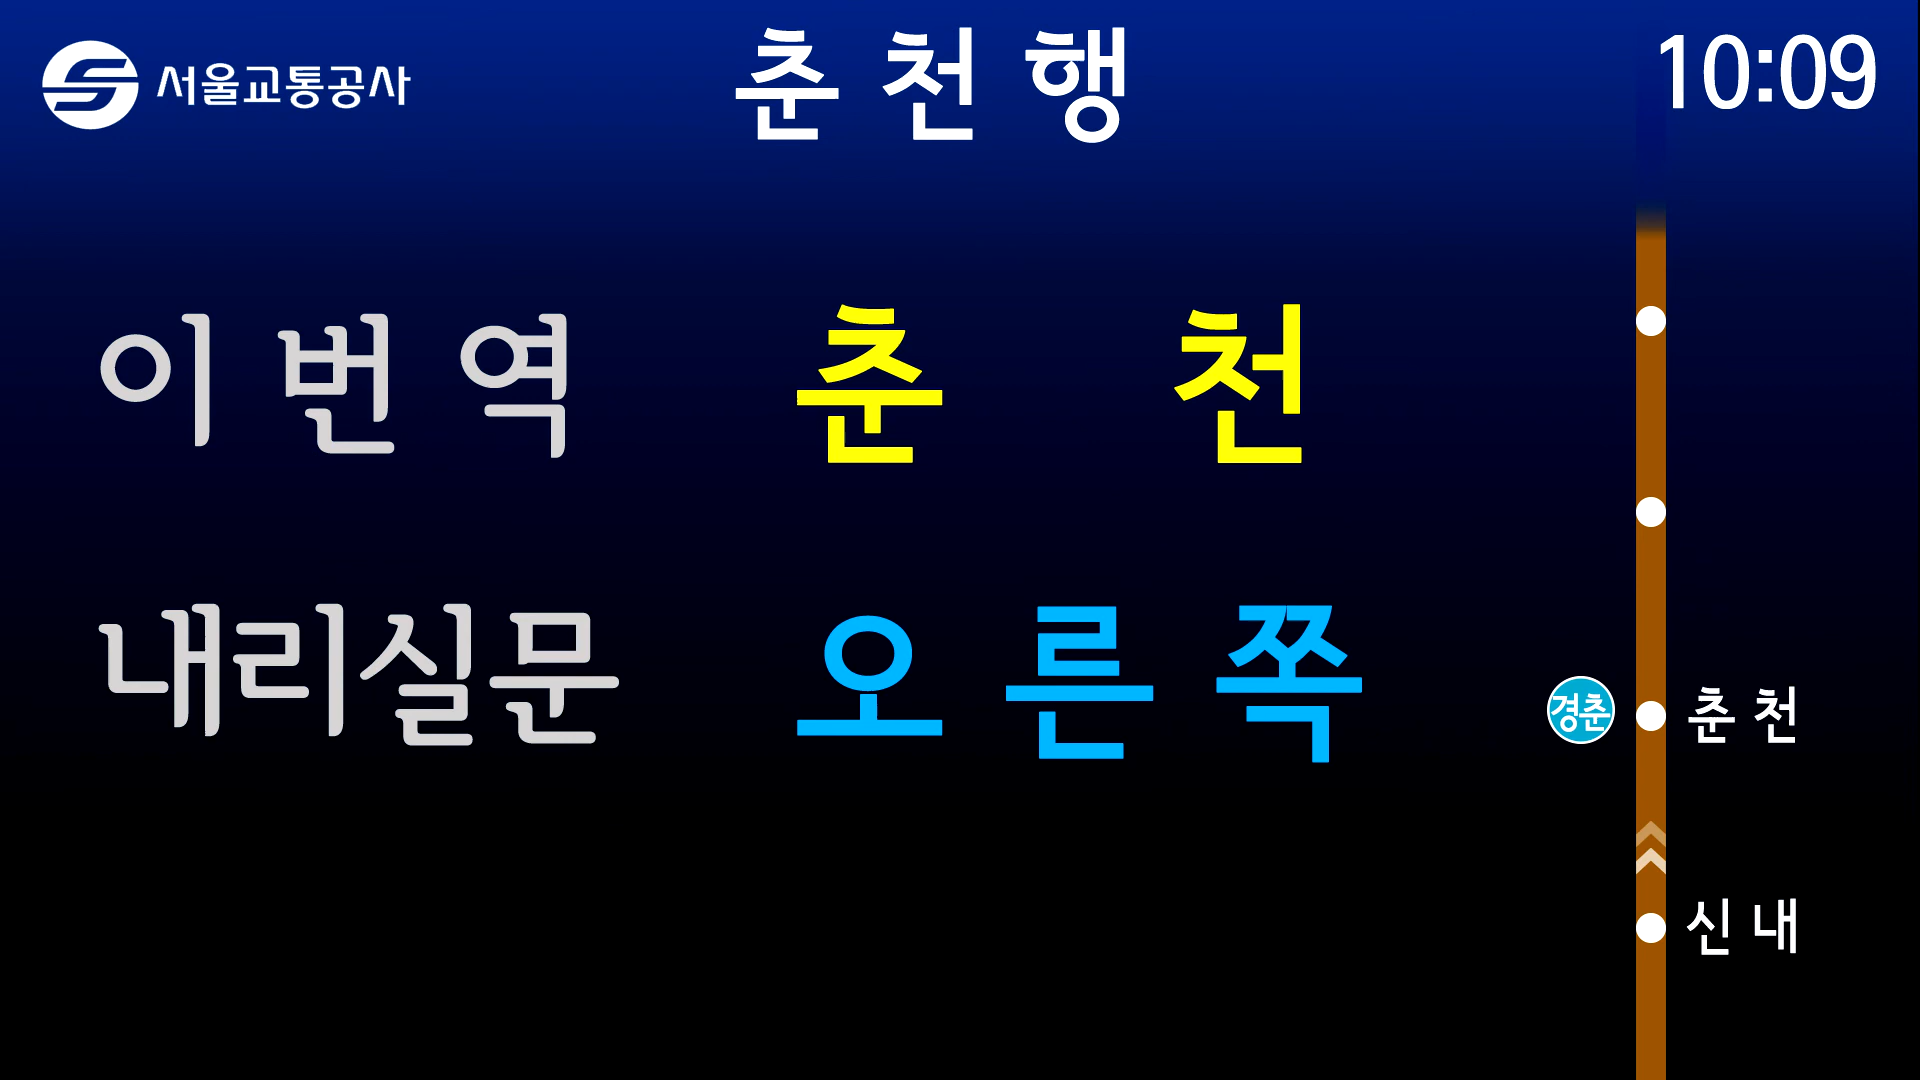 서울교통공사
춘천행
10:09
이번역 춘천
내리실문 오른쪽
경춘 춘천
신내